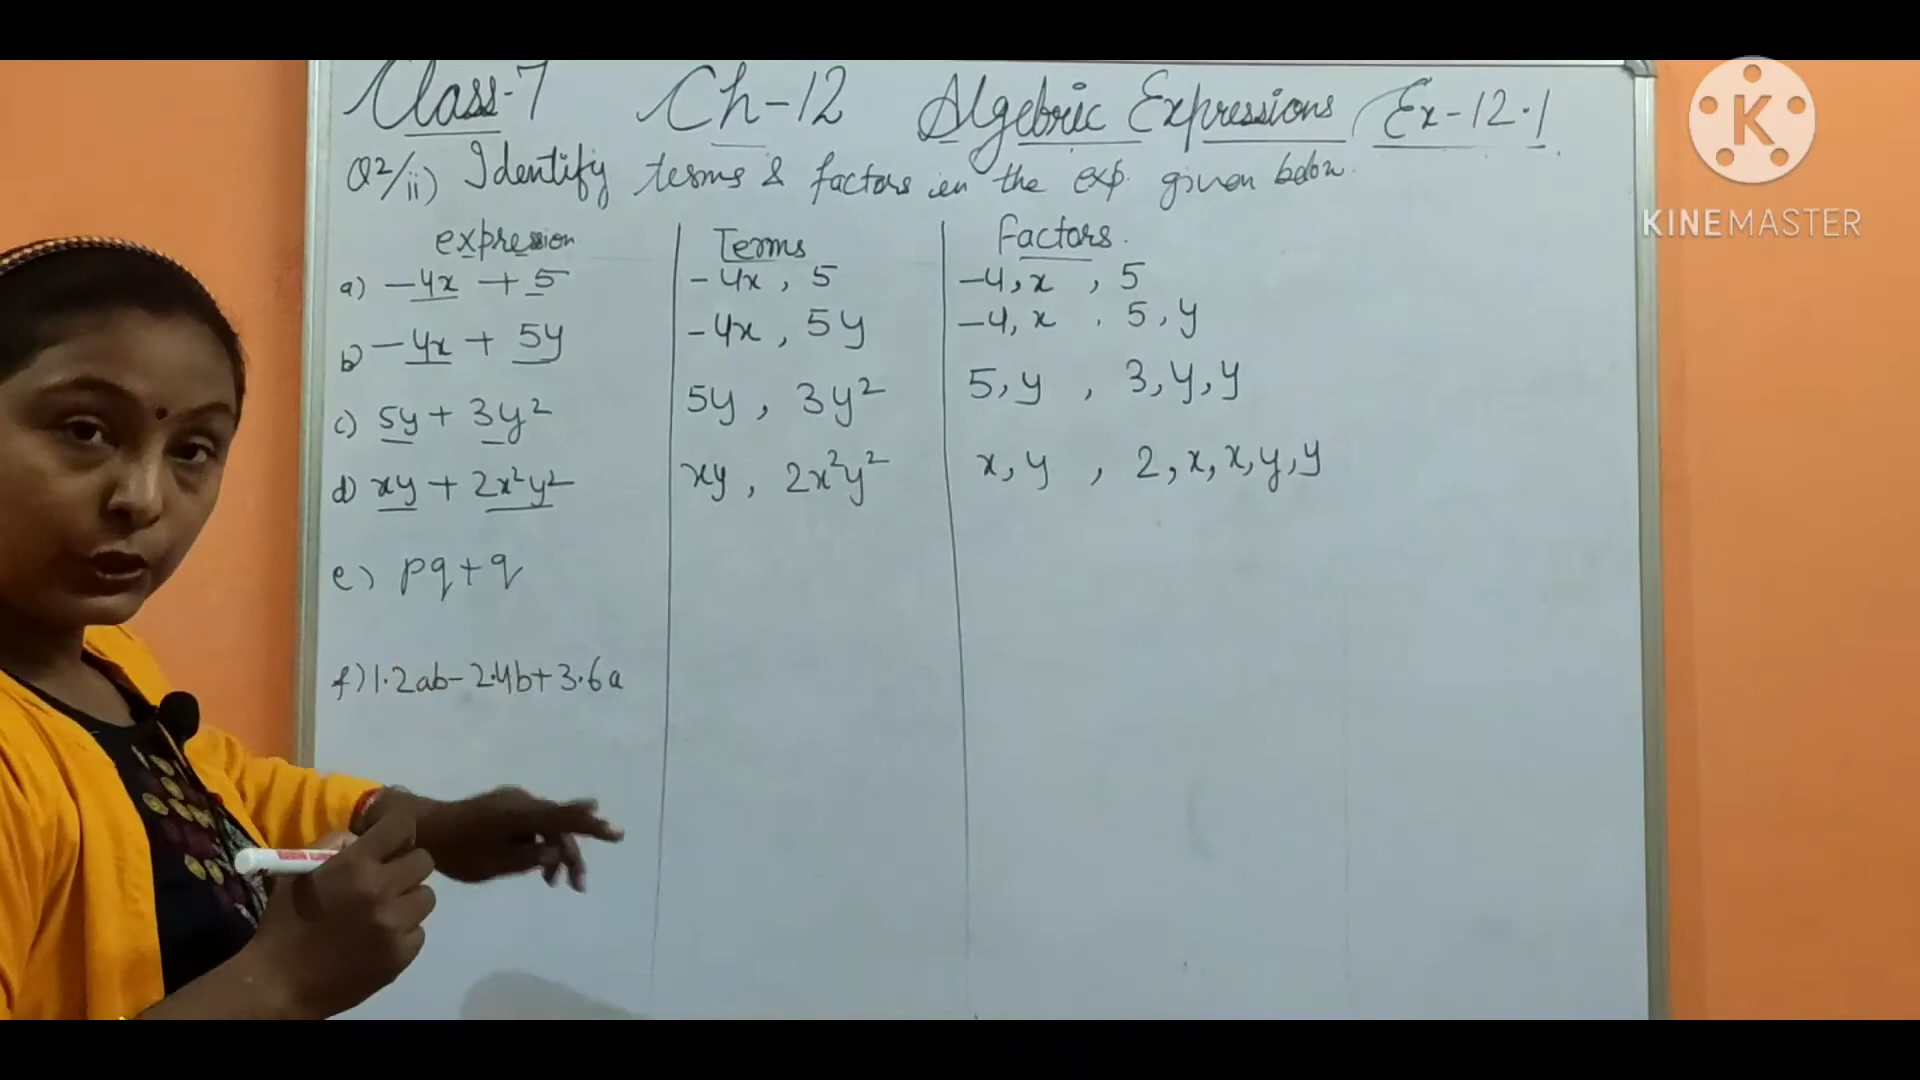 Class-7 Ch-12 Algebric Expressions Ex-12.1
Q2/ii) Identify terms & factors in the exp. given below.
expression Terms factors.
a) -4x + 5 -4x, 5 -4, x , 5
b) -4x + 5y -4x, 5y -4, x , 5, y
c) 5y + 3y² 5y, 3y² 5, y , 3, y, y
d) xy + 2x²y² xy, 2x²y² x, y , 2, x, x, y, y
e) pq+q
f) 1.2ab-2.4b+3.6a
K
KINEMASTER